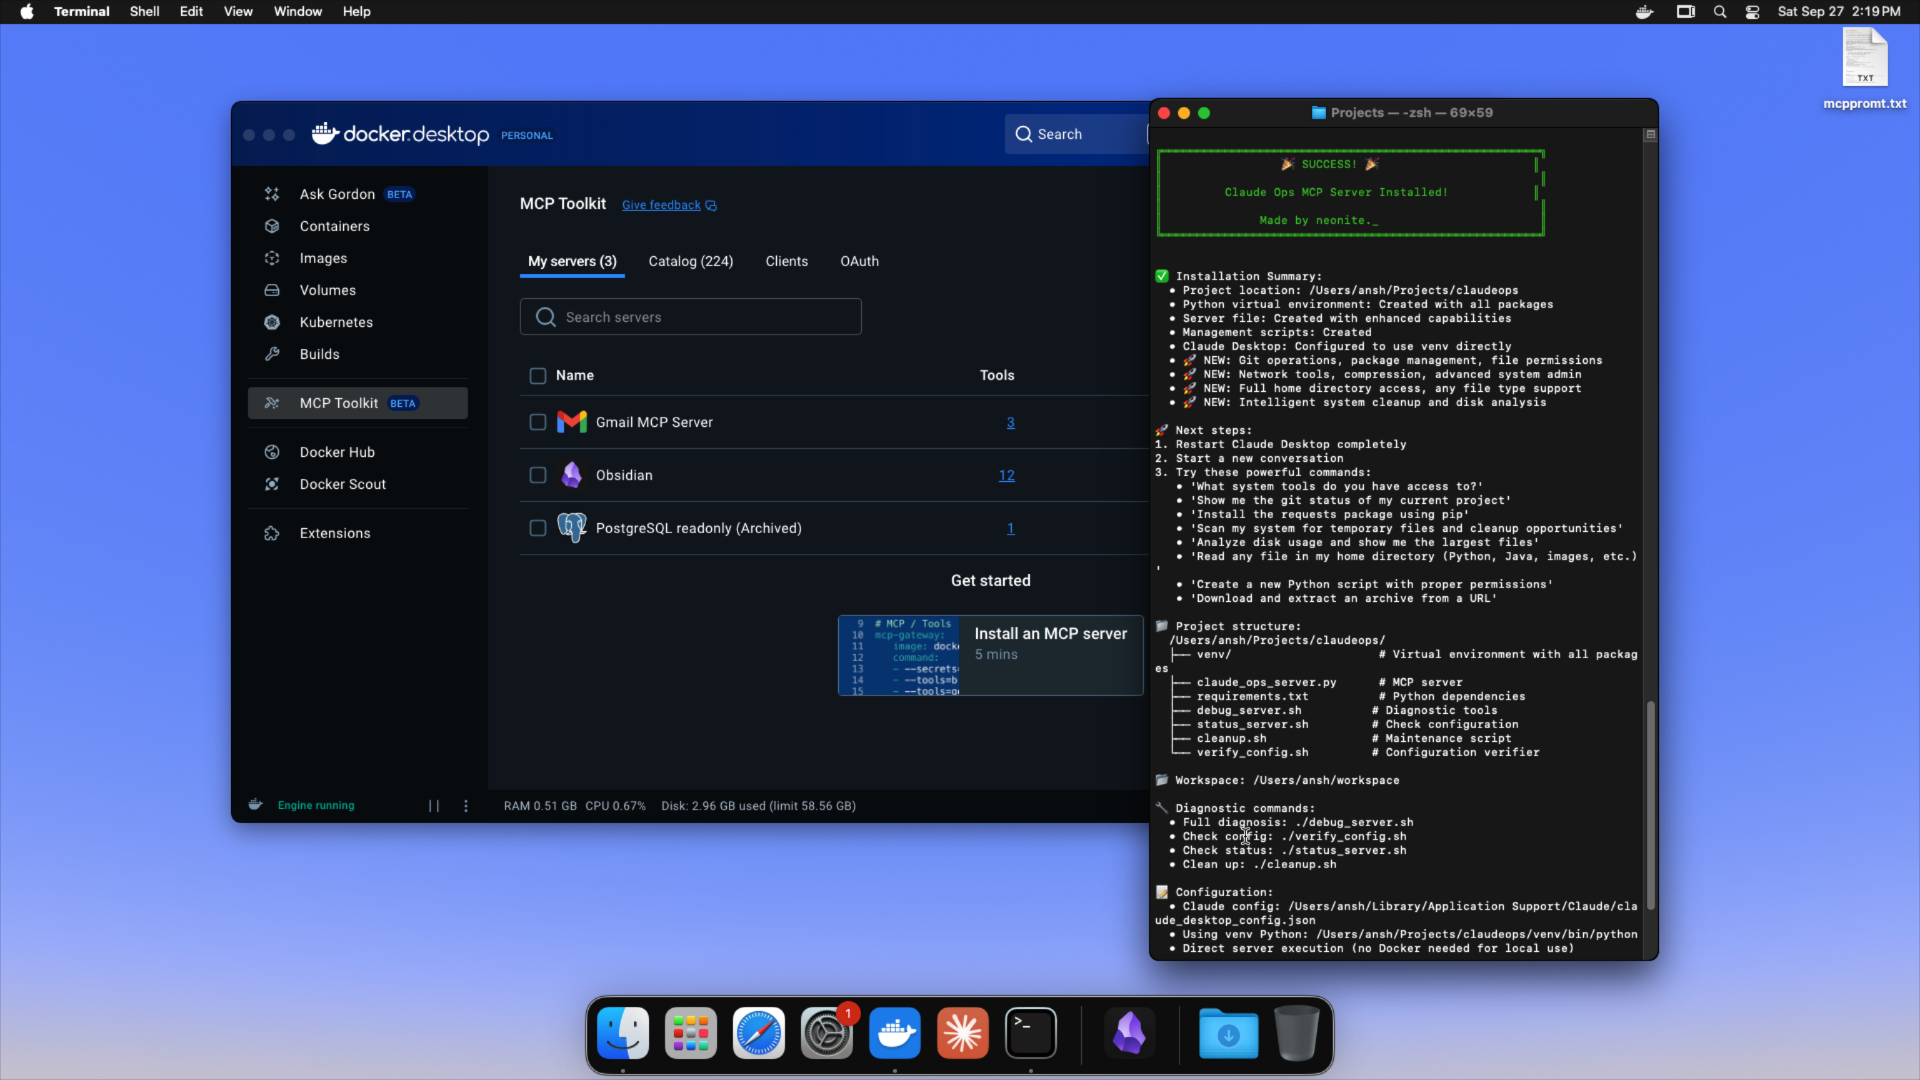 Terminal Shell Edit View Window Help
Sat Sep 27 2:19 PM
TXT
mcppromt.txt
docker.desktop PERSONAL
Search
Ask Gordon BETA
Containers
Images
Volumes
Kubernetes
Builds
MCP Toolkit BETA
Docker Hub
Docker Scout
Extensions
MCP Toolkit Give feedback
My servers (3) Catalog (224) Clients OAuth
Search servers
Name Tools
Gmail MCP Server 3
Obsidian 12
PostgreSQL readonly (Archived) 1
Get started
9 # MCP / Tools
10 mcp-gateway:
11 image: docke
12 command:
13 - --secrets=
14 - --tools=b
15 - --tools=ge
Install an MCP server
5 mins
Engine running
RAM 0.51 GB CPU 0.67% Disk: 2.96 GB used (limit 58.56 GB)
Projects — -zsh — 69×59
🎉 SUCCESS! 🎉
Claude Ops MCP Server Installed!
Made by neonite._
✅ Installation Summary:
• Project location: /Users/ansh/Projects/claudeops
• Python virtual environment: Created with all packages
• Server file: Created with enhanced capabilities
• Management scripts: Created
• Claude Desktop: Configured to use venv directly
• 🚀 NEW: Git operations, package management, file permissions
• 🚀 NEW: Network tools, compression, advanced system admin
• 🚀 NEW: Full home directory access, any file type support
• 🚀 NEW: Intelligent system cleanup and disk analysis
🚀 Next steps:
1. Restart Claude Desktop completely
2. Start a new conversation
3. Try these powerful commands:
• 'What system tools do you have access to?'
• 'Show me the git status of my current project'
• 'Install the requests package using pip'
• 'Scan my system for temporary files and cleanup opportunities'
• 'Analyze disk usage and show me the largest files'
• 'Read any file in my home directory (Python, Java, images, etc.)
'
• 'Create a new Python script with proper permissions'
• 'Download and extract an archive from a URL'
📁 Project structure:
/Users/ansh/Projects/claudeops/
├── venv/ # Virtual environment with all packag
es
├── claude_ops_server.py # MCP server
├── requirements.txt # Python dependencies
├── debug_server.sh # Diagnostic tools
├── status_server.sh # Check configuration
├── cleanup.sh # Maintenance script
└── verify_config.sh # Configuration verifier
📁 Workspace: /Users/ansh/workspace
🔧 Diagnostic commands:
• Full diagnosis: ./debug_server.sh
• Check config: ./verify_config.sh
• Check status: ./status_server.sh
• Clean up: ./cleanup.sh
📝 Configuration:
• Claude config: /Users/ansh/Library/Application Support/Claude/cla
ude_desktop_config.json
• Using venv Python: /Users/ansh/Projects/claudeops/venv/bin/python
• Direct server execution (no Docker needed for local use)
1
>_